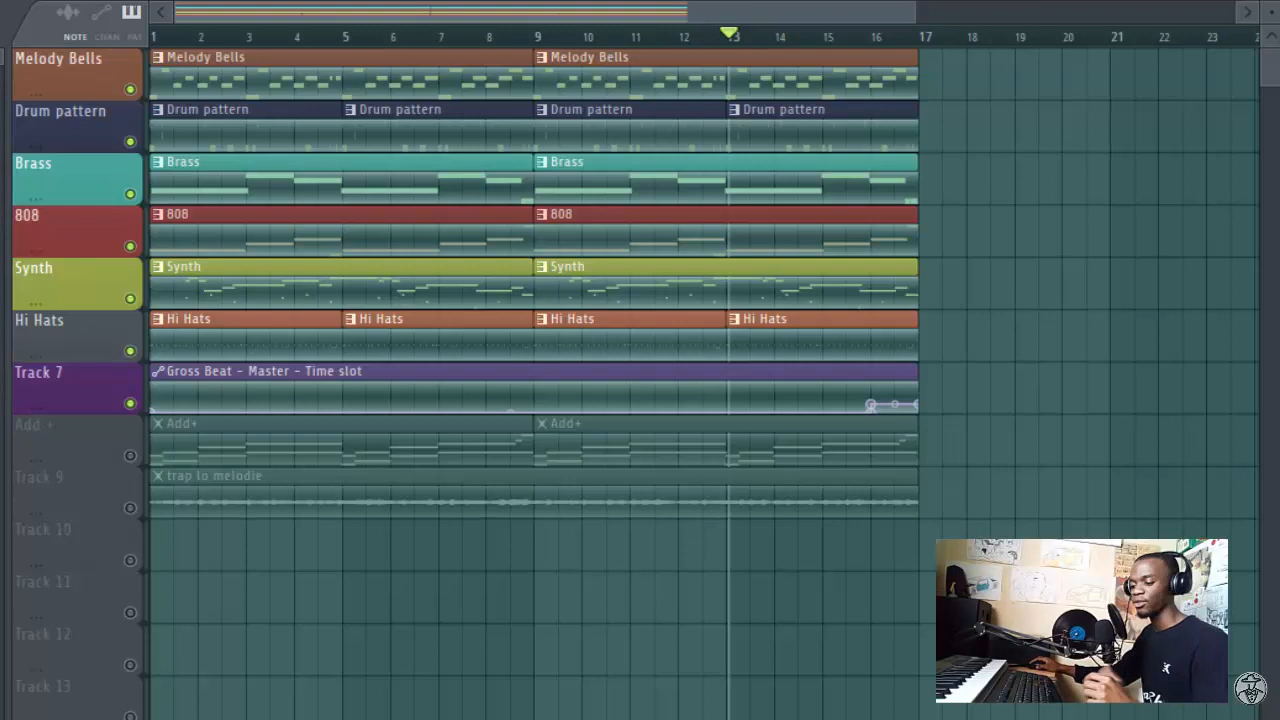 NOTE CHAN PAT
1 2 3 4 5 6 7 8 9 10 11 12 13 14 15 16 17 18 19 20 21 22 23
Melody Bells
Melody Bells Melody Bells
Drum pattern
Drum pattern Drum pattern Drum pattern Drum pattern
Brass
Brass Brass
808
808 808
Synth
Synth Synth
Hi Hats
Hi Hats Hi Hats Hi Hats Hi Hats
Track 7
Gross Beat - Master - Time slot
Add +
Add+ Add+
Track 9
trap lo melodie
Track 10
Track 11
Track 12
Track 13